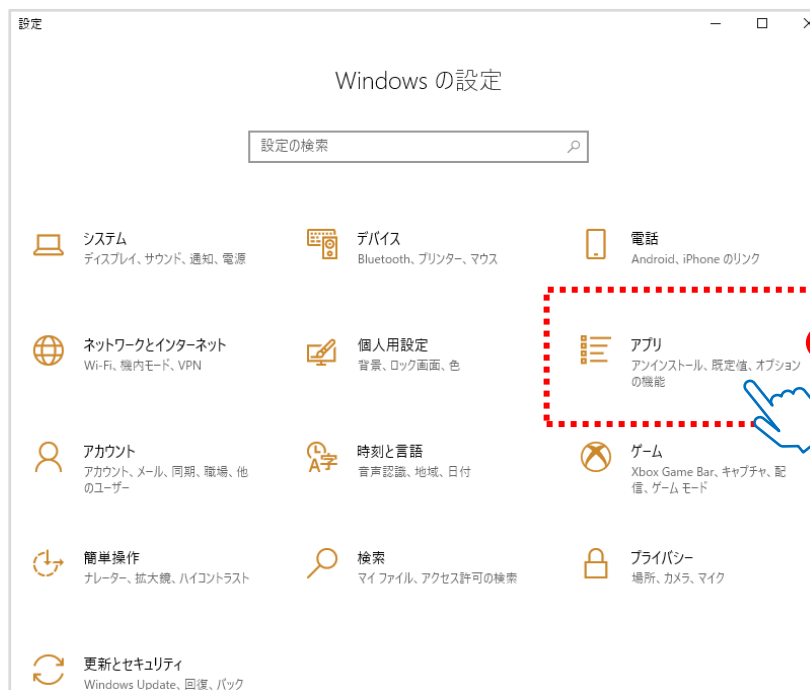 設定
Windows の設定
設定の検索
システム
ディスプレイ、サウンド、通知、電源
デバイス
Bluetooth、プリンター、マウス
電話
Android、iPhone のリンク
ネットワークとインターネット
Wi-Fi、機内モード、VPN
個人用設定
背景、ロック画面、色
アプリ
アンインストール、既定値、オプション
の機能
アカウント
アカウント、メール、同期、職場、他
のユーザー
時刻と言語
音声認識、地域、日付
ゲーム
Xbox Game Bar、キャプチャ、配
信、ゲーム モード
簡単操作
ナレーター、拡大鏡、ハイコントラスト
検索
マイ ファイル、アクセス許可の検索
プライバシー
場所、カメラ、マイク
更新とセキュリティ
Windows Update、回復、バック